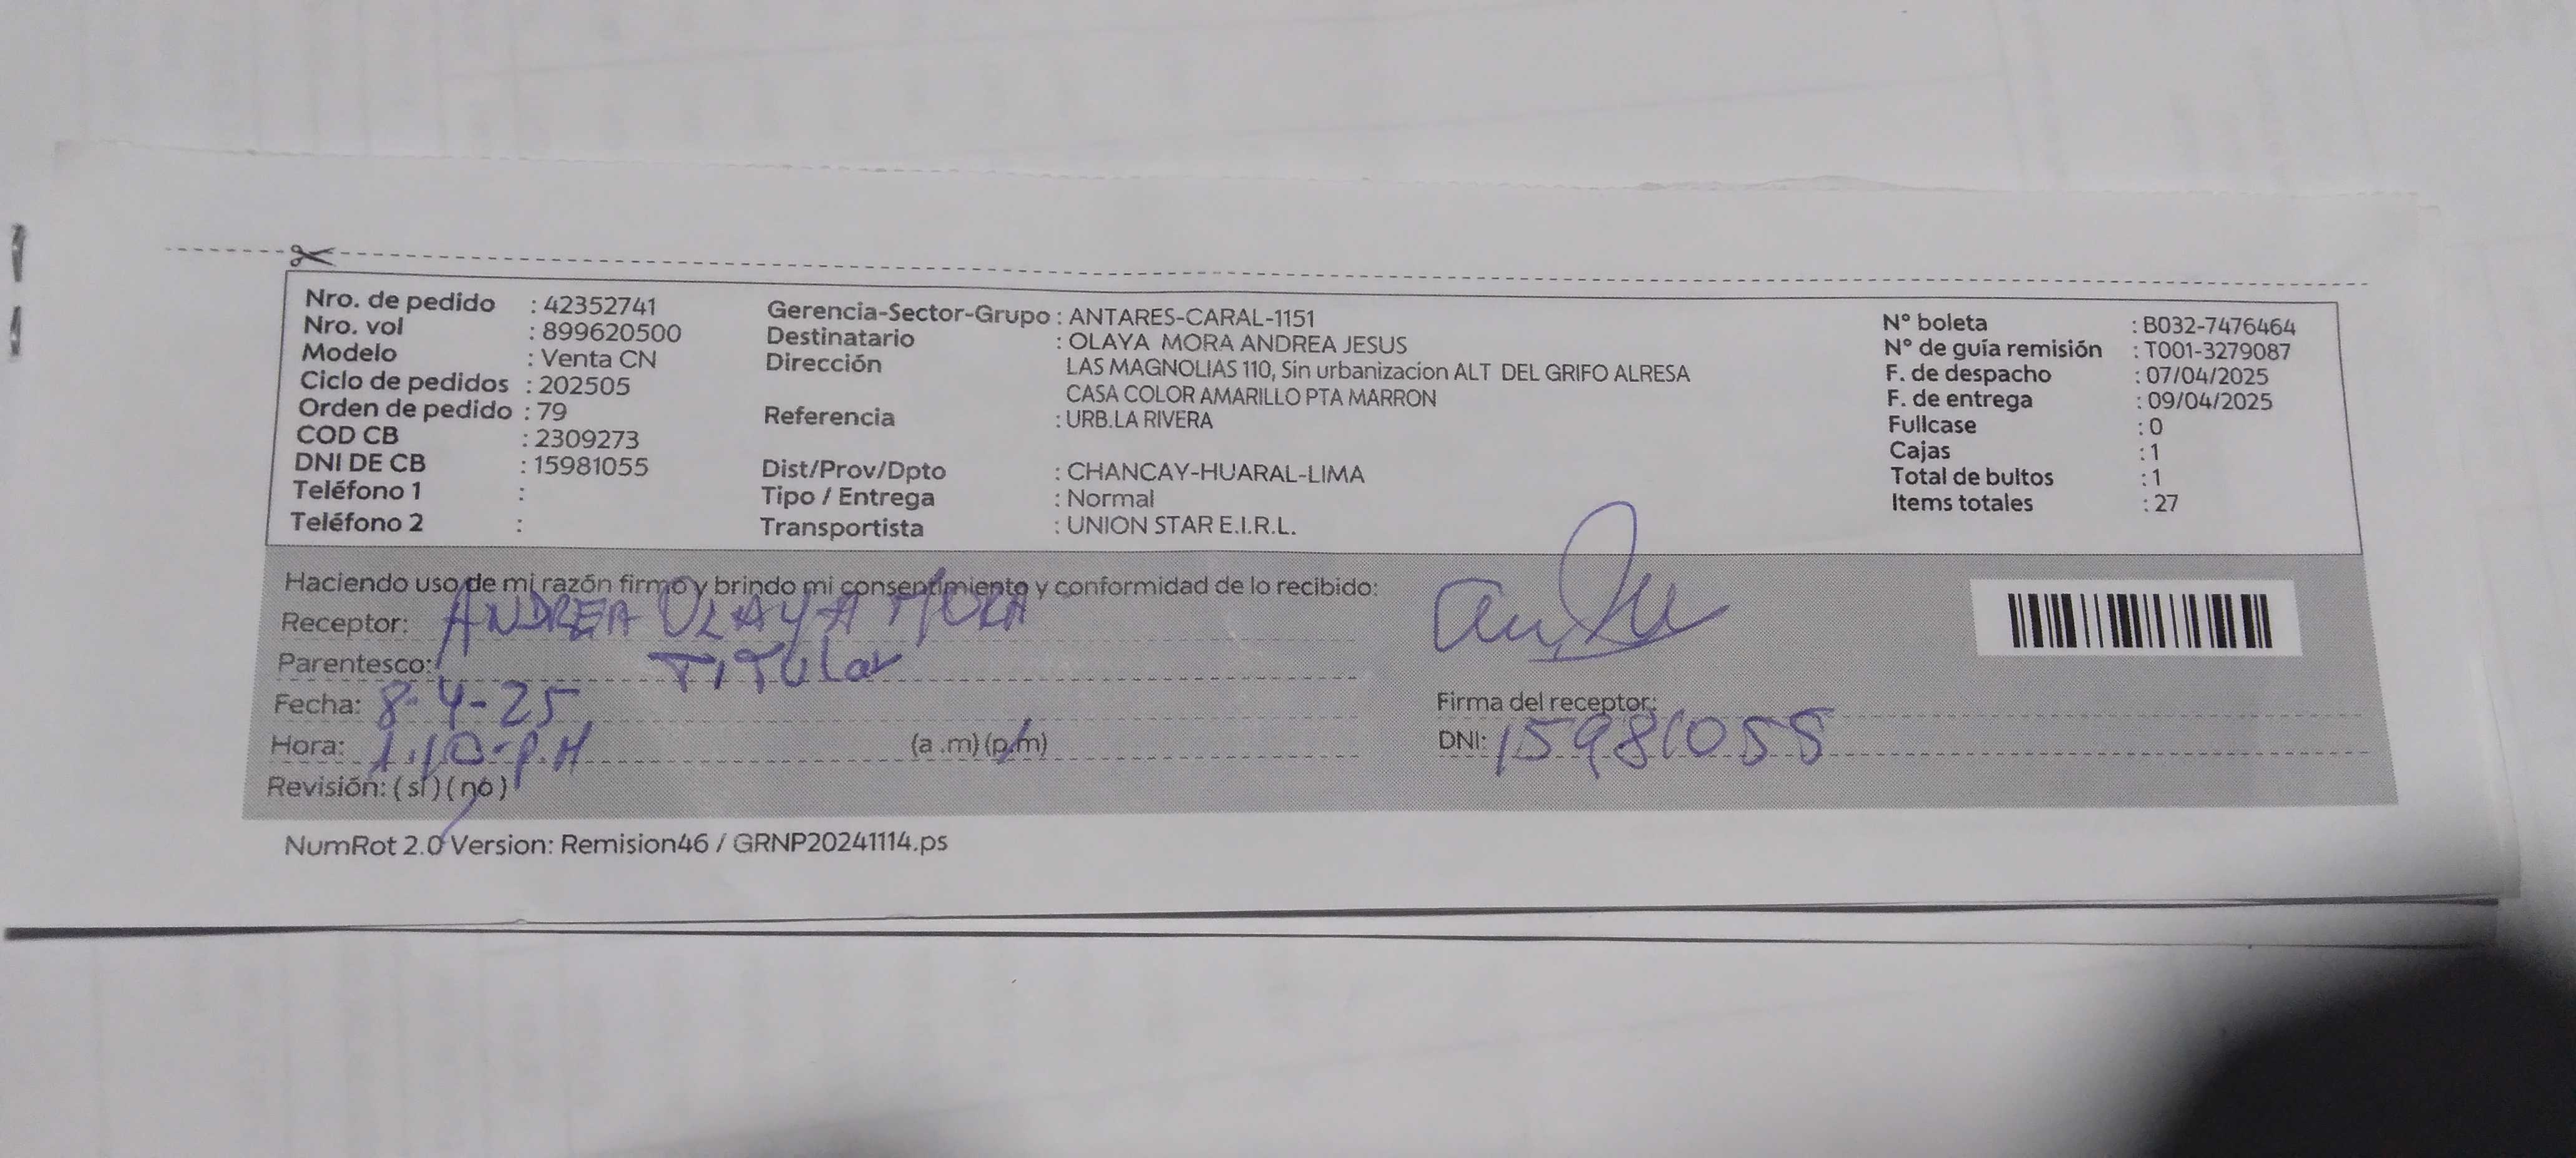 Nro. de pedido : 42352741
Nro. vol : 899620500
Modelo : Venta CN
Ciclo de pedidos : 202505
Orden de pedido : 79
COD CB : 2309273
DNI DE CB : 15981055
Teléfono 1 :
Teléfono 2 :
Gerencia-Sector-Grupo : ANTARES-CARAL-1151
Destinatario : OLAYA MORA ANDREA JESUS
Dirección LAS MAGNOLIAS 110, Sin urbanizacion ALT DEL GRIFO ALRESA
CASA COLOR AMARILLO PTA MARRON
Referencia : URB.LA RIVERA
Dist/Prov/Dpto : CHANCAY-HUARAL-LIMA
Tipo / Entrega : Normal
Transportista : UNION STAR E.I.R.L.
N° boleta : B032-7476464
N° de guía remisión : T001-3279087
F. de despacho : 07/04/2025
F. de entrega : 09/04/2025
Fullcase : 0
Cajas : 1
Total de bultos : 1
Items totales : 27
Haciendo uso de mi razón firmo y brindo mi consentimiento y conformidad de lo recibido:
Receptor: ANDREA OLAYA MORA
Parentesco: TITular
Fecha: 8-4-25
Hora: 1.10-P.M (a .m) (p.m)
Revisión: ( sí ) ( no )
Firma del receptor:
DNI: 15981055
NumRot 2.0 Version: Remision46 / GRNP20241114.ps